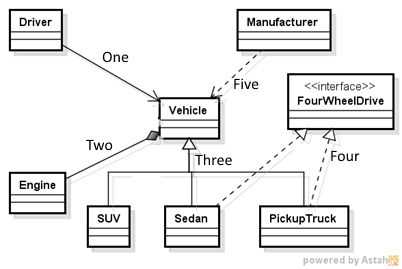 Driver
Manufacturer
One
Five
Vehicle
<<interface>>
FourWheelDrive
Two
Three
Four
Engine
SUV
Sedan
PickupTruck
powered by Astah